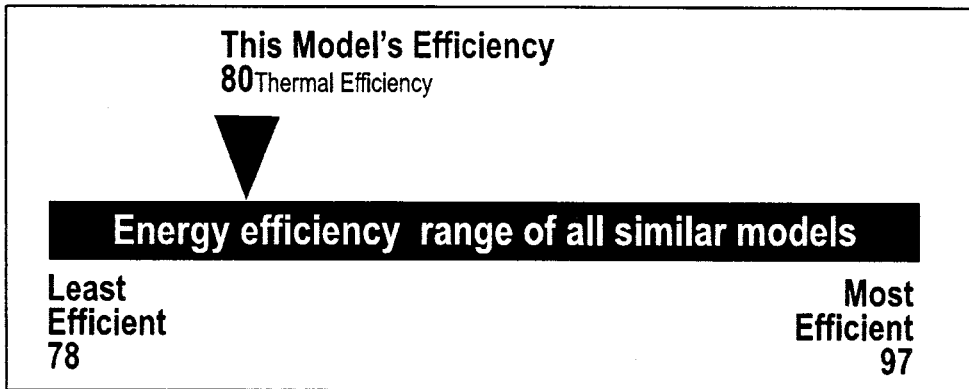 This Model's Efficiency
80Thermal Efficiency
Energy efficiency range of all similar models
Least
Efficient
78
Most
Efficient
97